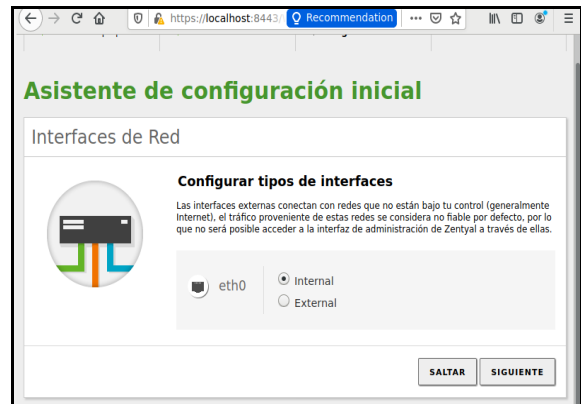 https://localhost:8443/
Recommendation
Asistente de configuración inicial
Interfaces de Red
Configurar tipos de interfaces
Las interfaces externas conectan con redes que no están bajo tu control (generalmente
Internet), el tráfico proveniente de estas redes se considera no fiable por defecto, por lo
que no será posible acceder a la interfaz de administración de Zentyal a través de ellas.
eth0
Internal
External
SALTAR
SIGUIENTE